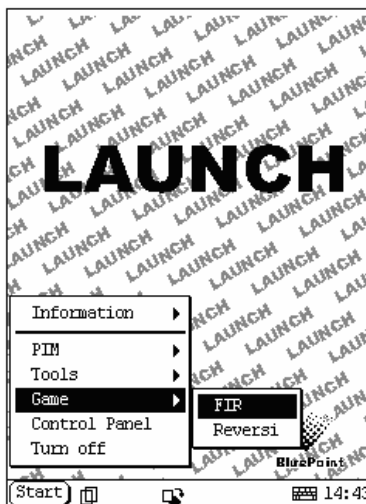 LAUNCH
Information
PIM
Tools
Game
FIR
Control Panel
Reversi
Turn off
BluePoint
Start
14:43